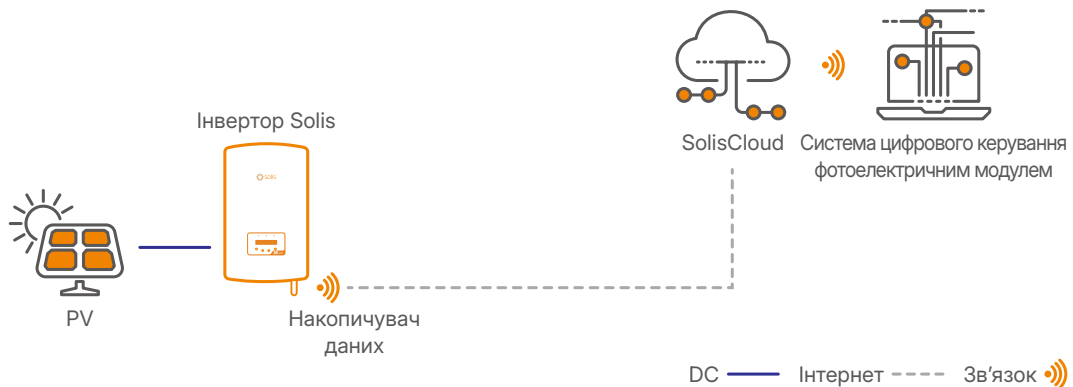 Інвертор Solis
solis
SolisCloud
Система цифрового керування
фотоелектричним модулем
PV
Накопичувач
даних
DC
Інтернет
Зв'язок